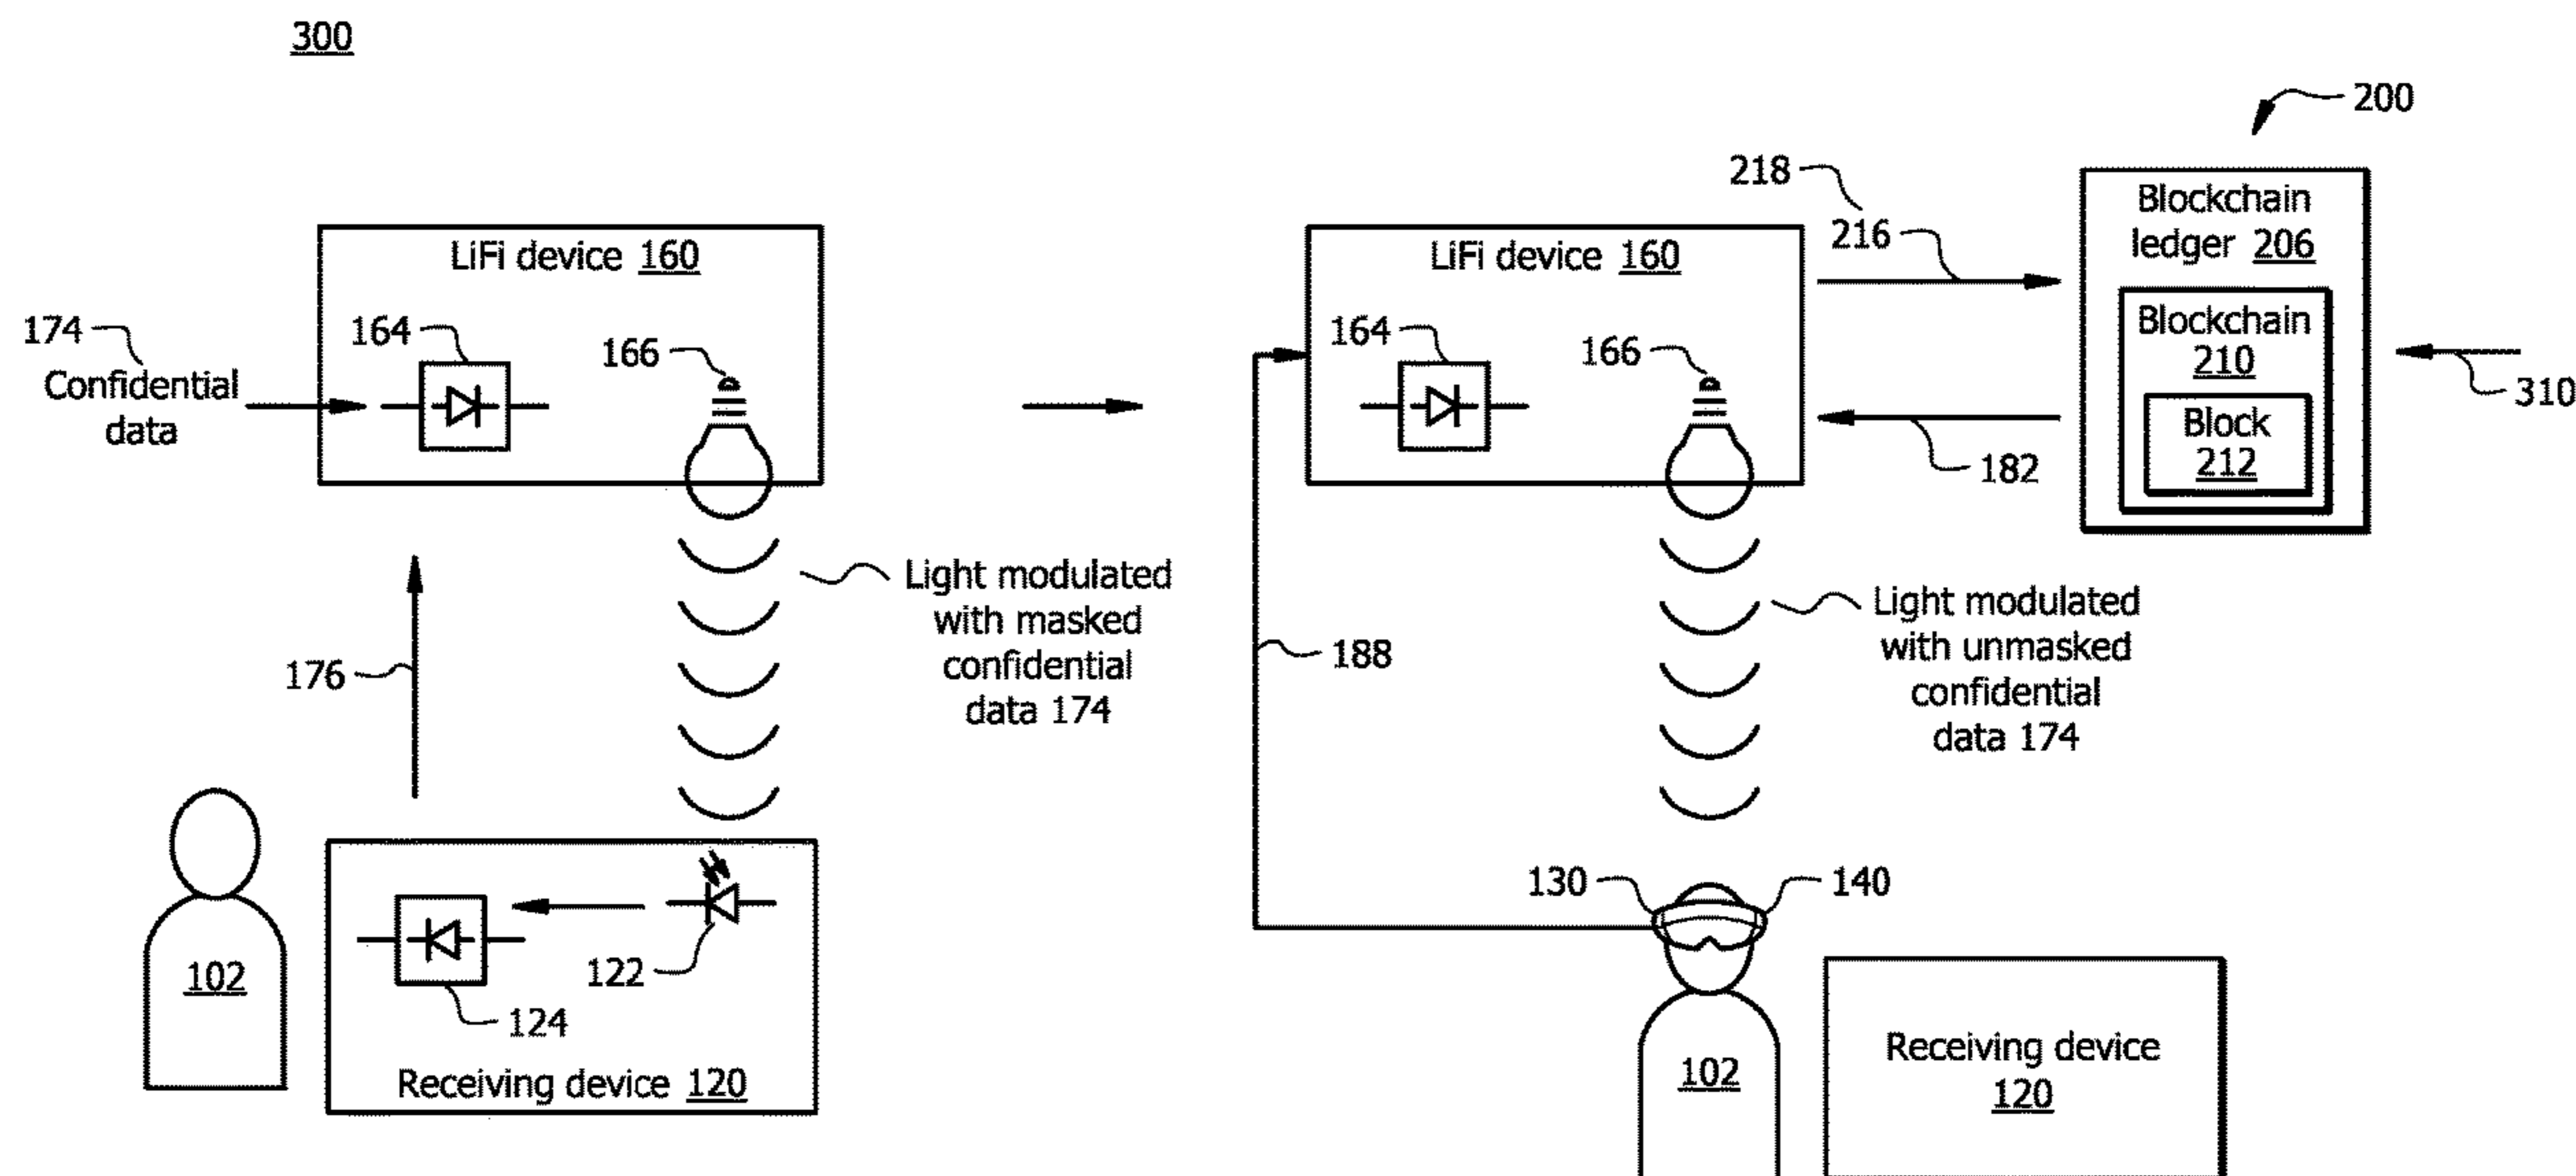 300
200
218
216
Blockchain
ledger 206
LiFi device 160
LiFi device 160
174
Confidential
data
164
166
164
166
Blockchain
210
310
Block
212
182
Light modulated
with masked
confidential
data 174
Light modulated
with unmasked
confidential
data 174
176
188
130
140
102
122
124
Receiving device 120
102
Receiving device
120